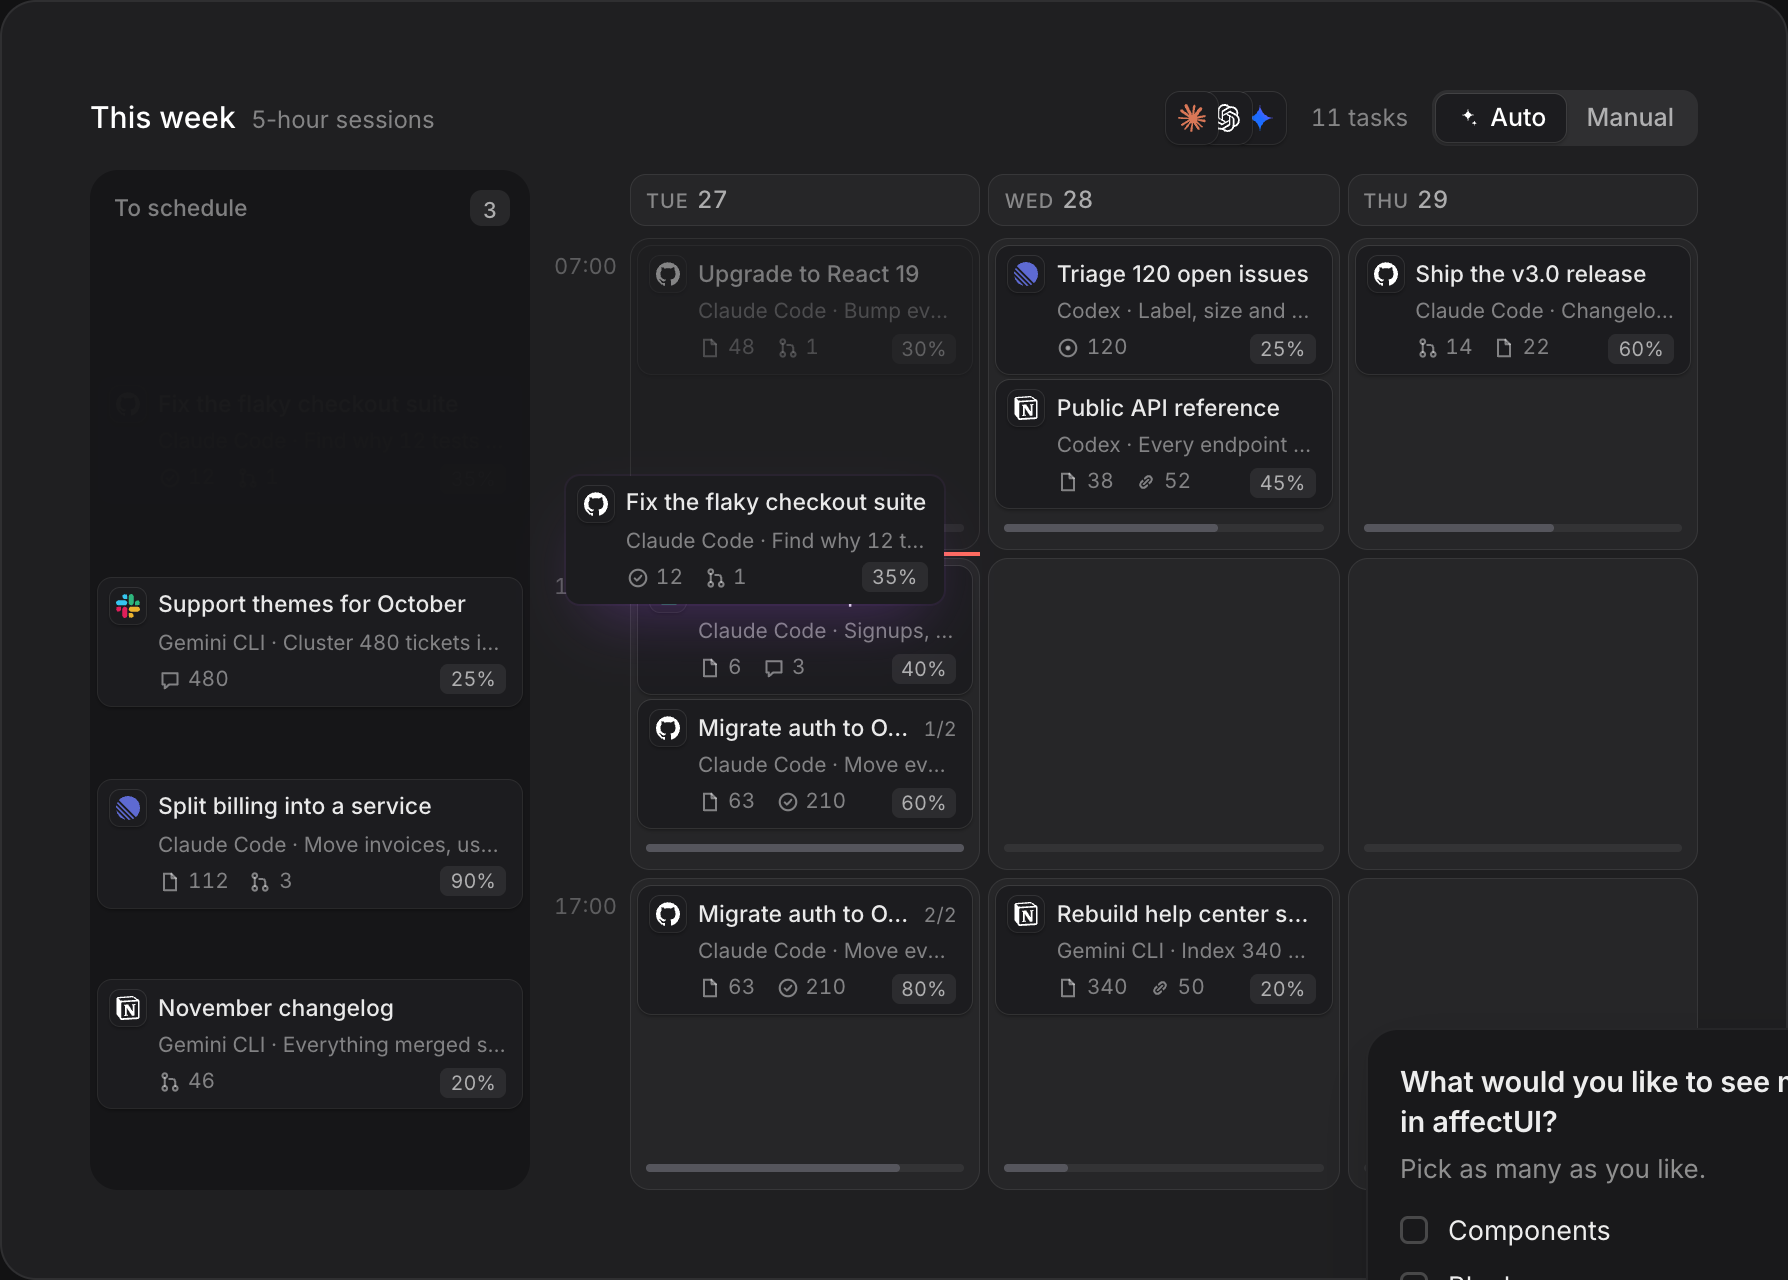 This week 5-hour sessions
11 tasks
Auto
Manual
To schedule
3
Fix the flaky checkout suite
Support themes for October
Gemini CLI · Cluster 480 tickets i...
480
25%
Split billing into a service
Claude Code · Move invoices, us...
112 3
90%
November changelog
Gemini CLI · Everything merged s...
46
20%
TUE 27
WED 28
THU 29
07:00
Upgrade to React 19
Claude Code · Bump ev...
48 1
30%
Fix the flaky checkout suite
Claude Code · Find why 12 t...
12 1
35%
Claude Code · Signups, ...
6 3
40%
Migrate auth to O... 1/2
Claude Code · Move ev...
63 210
60%
17:00
Migrate auth to O... 2/2
Claude Code · Move ev...
63 210
80%
Triage 120 open issues
Codex · Label, size and ...
120
25%
Public API reference
Codex · Every endpoint ...
38 52
45%
Rebuild help center s...
Gemini CLI · Index 340 ...
340 50
20%
Ship the v3.0 release
Claude Code · Changelo...
14 22
60%
What would you like to see
in affectUI?
Pick as many as you like.
Components